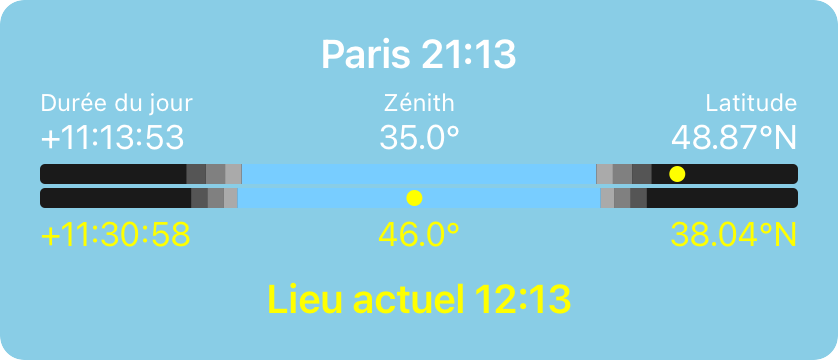 Paris 21:13
Durée du jour Zénith Latitude
+11:13:53 35.0° 48.87°N
+11:30:58 46.0° 38.04°N
Lieu actuel 12:13